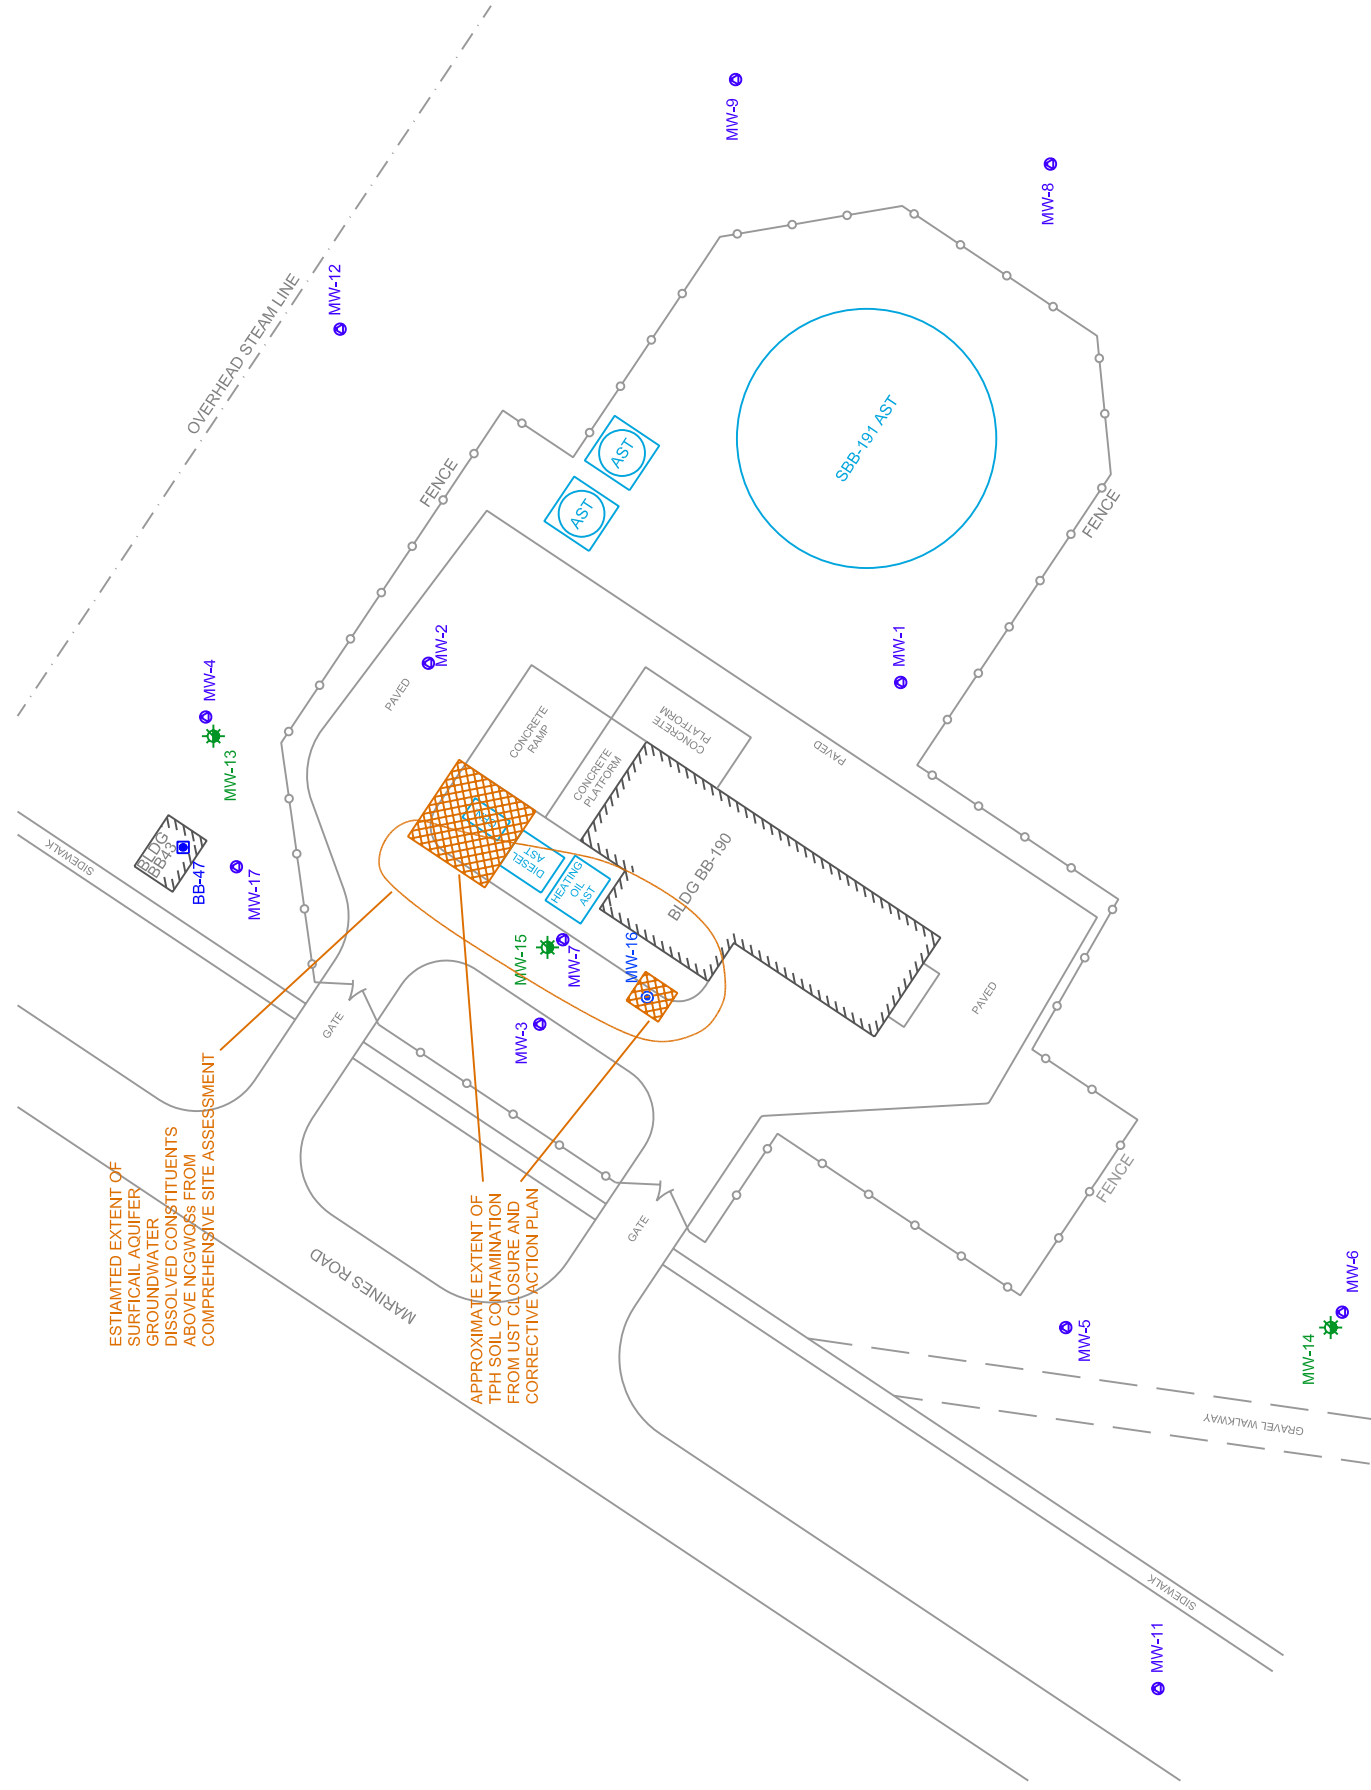 MW-9
MW-8
MW-12
OVERHEAD STEAM LINE
FENCE
AST
AST
SBB-191 AST
FENCE
MW-2
MW-1
MW-4
MW-13
PAVED
CONCRETE
RAMP
CONCRETE
PLATFORM
CONCRETE
PLATFORM
PAVED
SIDEWALK
BLDG
BB43
BB-47
MW-17
DIESEL
AST
HEATING
OIL
AST
BLDG BB-190
MW-15
MW-7
MW-16
MW-3
GATE
PAVED
ESTIAMTED EXTENT OF
SURFICAIL AQUIFER
GROUNDWATER
DISSOLVED CONSTITUENTS
ABOVE NCGWQSs FROM
COMPREHENSIVE SITE ASSESSMENT
APPROXIMATE EXTENT OF
TPH SOIL CONTAMINATION
FROM UST CLOSURE AND
CORRECTIVE ACTION PLAN
MARINES ROAD
GATE
FENCE
MW-5
MW-6
MW-14
GRAVEL WALKWAY
SIDEWALK
MW-11